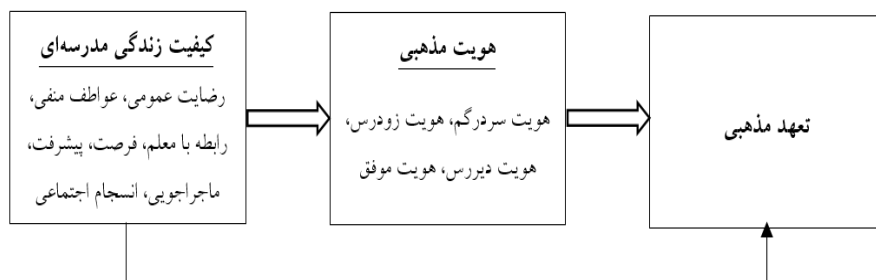 کیفیت زندگی مدرسه‌ای
رضایت عمومی، عواطف منفی،
رابطه با معلم، فرصت، پیشرفت،
ماجراجویی، انسجام اجتماعی
هویت مذهبی
هویت سردرگم، هویت زودرس،
هویت دیررس، هویت موفق
تعهد مذهبی